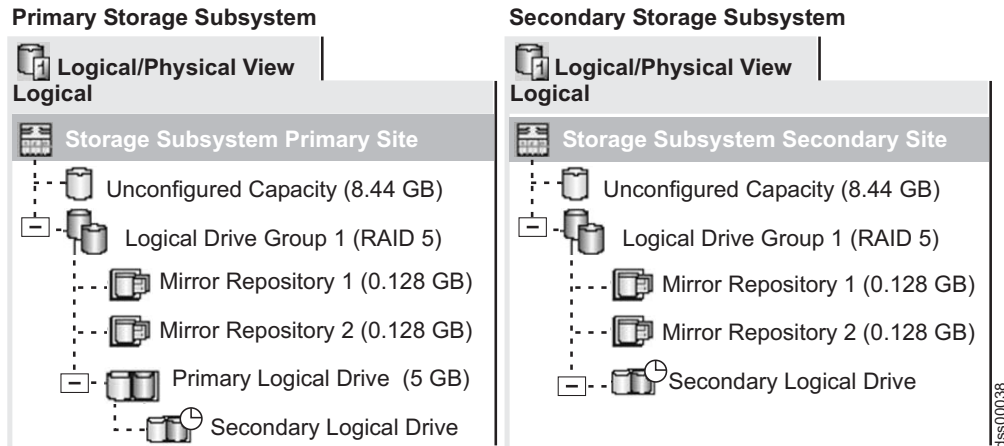 Primary Storage Subsystem
Logical/Physical View
Logical
Storage Subsystem Primary Site
Unconfigured Capacity (8.44 GB)
Logical Drive Group 1 (RAID 5)
Mirror Repository 1 (0.128 GB)
Mirror Repository 2 (0.128 GB)
Primary Logical Drive (5 GB)
Secondary Logical Drive
Secondary Storage Subsystem
Logical/Physical View
Logical
Storage Subsystem Secondary Site
Unconfigured Capacity (8.44 GB)
Logical Drive Group 1 (RAID 5)
Mirror Repository 1 (0.128 GB)
Mirror Repository 2 (0.128 GB)
Secondary Logical Drive
dss00038